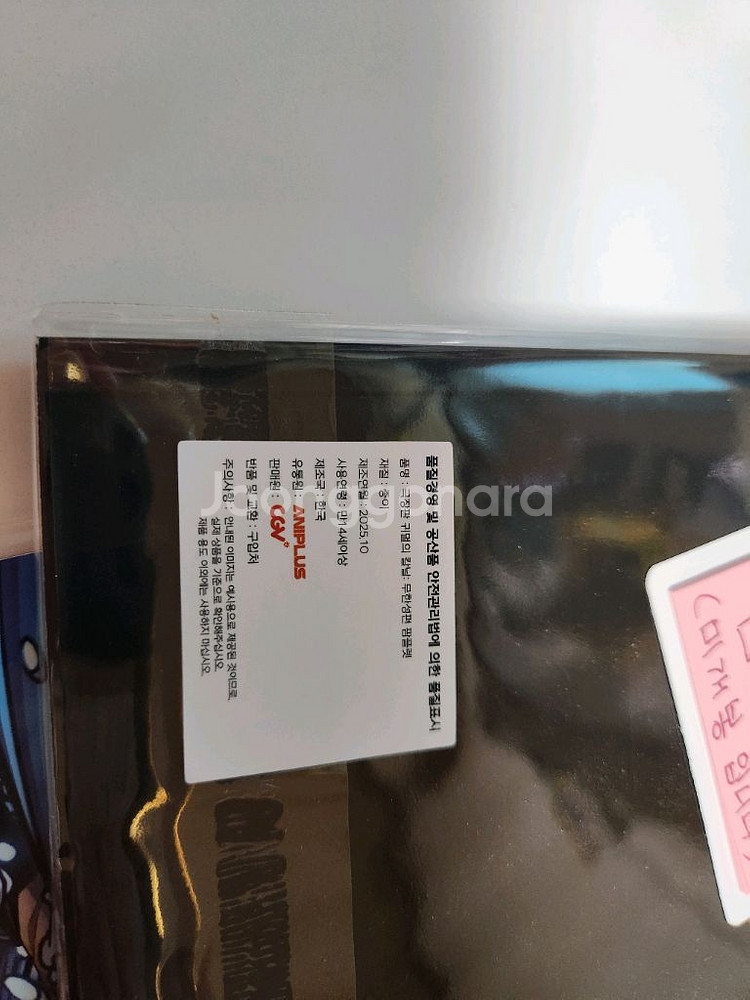 품질경영 및 공산품 안전관리법에 의한 품질표시
품명 : 극장판 귀멸의 칼날: 무한성편 팜플렛
재질 : 종이
제조연월 : 2025.10
사용연령 : 만14세이상
제조국 : 한국
유통원 : ANIPLUS
판매원 : CGV
반품 및 교환 : 구입처
주의사항 : 안내된 이미지는 예시용으로 제공된 것이므로,
실제 상품을 기준으로 확인해주십시오.
제품 용도 이외에는 사용하지 마십시오.
(미개봉 입니다)
Joonggonara